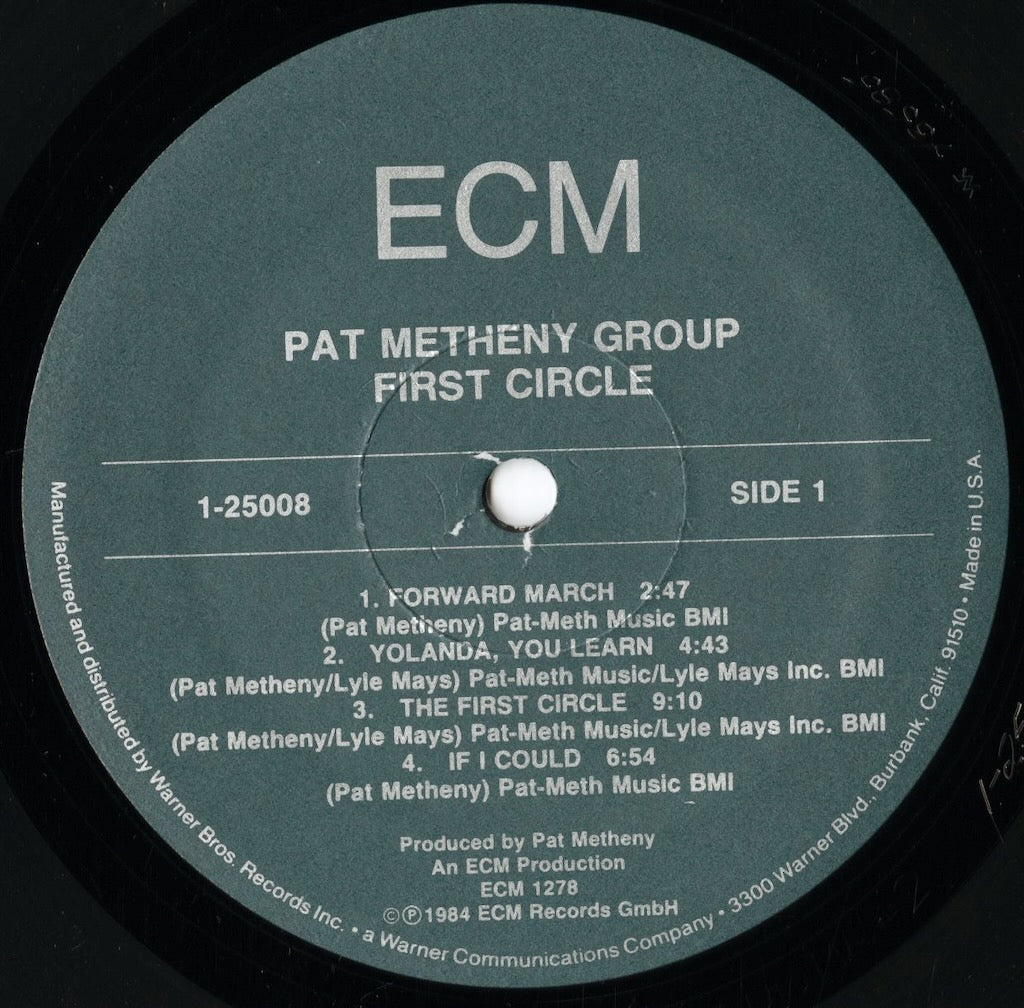 ECM
PAT METHENY GROUP
FIRST CIRCLE
1-25008
SIDE 1
1. FORWARD MARCH 2:47
(Pat Metheny) Pat-Meth Music BMI
2. YOLANDA, YOU LEARN 4:43
(Pat Metheny/Lyle Mays) Pat-Meth Music/Lyle Mays Inc. BMI
3. THE FIRST CIRCLE 9:10
(Pat Metheny/Lyle Mays) Pat-Meth Music/Lyle Mays Inc. BMI
4. IF I COULD 6:54
(Pat Metheny) Pat-Meth Music BMI
Produced by Pat Metheny
An ECM Production
ECM 1278
©℗1984 ECM Records GmbH
Manufactured and distributed by Warner Bros. Records Inc. • a Warner Communications Company • 3300 Warner Blvd., Burbank, Calif. 91510 • Made in U.S.A.